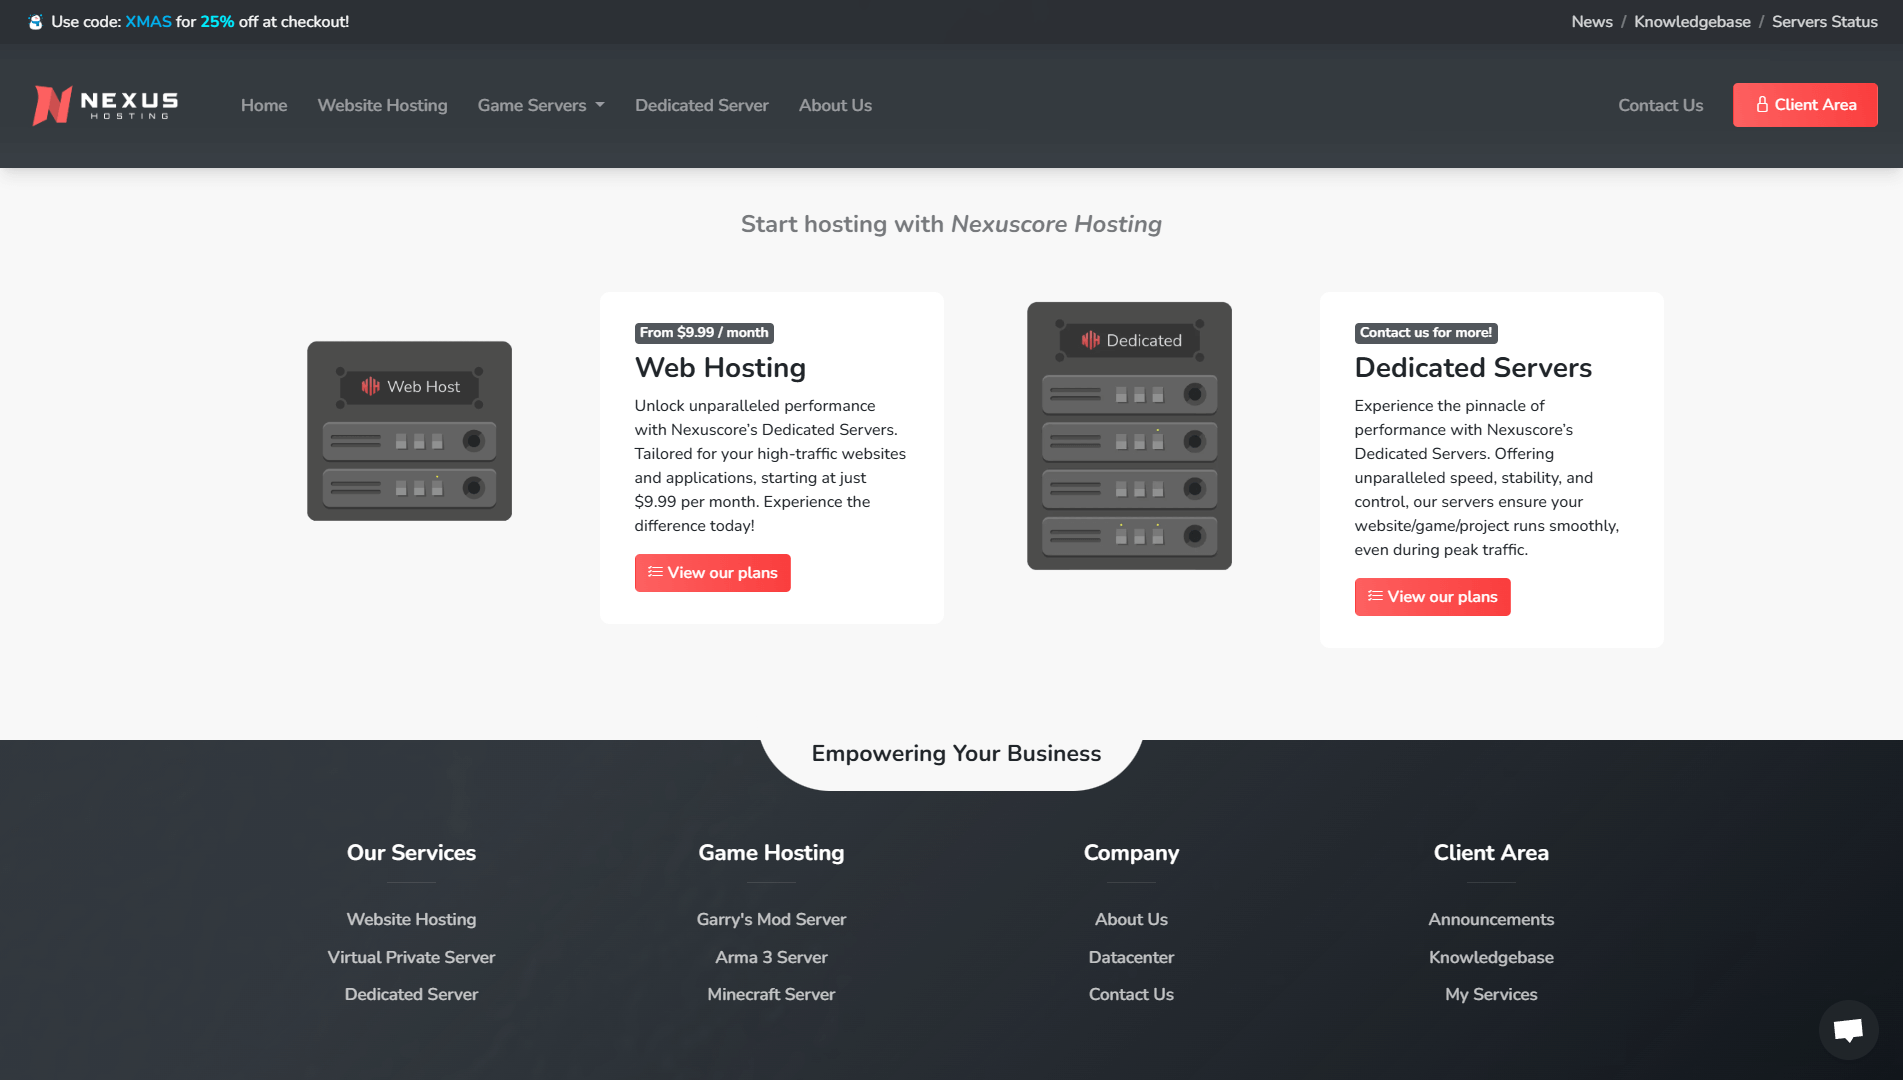 Use code: XMAS for 25% off at checkout!
News / Knowledgebase / Servers Status
NEXUS
HOSTING
Home
Website Hosting
Game Servers
Dedicated Server
About Us
Contact Us
Client Area
Start hosting with Nexuscore Hosting
Web Host
From $9.99 / month
Web Hosting
Unlock unparalleled performance
with Nexuscore’s Dedicated Servers.
Tailored for your high-traffic websites
and applications, starting at just
$9.99 per month. Experience the
difference today!
View our plans
Dedicated
Contact us for more!
Dedicated Servers
Experience the pinnacle of
performance with Nexuscore’s
Dedicated Servers. Offering
unparalleled speed, stability, and
control, our servers ensure your
website/game/project runs smoothly,
even during peak traffic.
View our plans
Empowering Your Business
Our Services
Website Hosting
Virtual Private Server
Dedicated Server
Game Hosting
Garry's Mod Server
Arma 3 Server
Minecraft Server
Company
About Us
Datacenter
Contact Us
Client Area
Announcements
Knowledgebase
My Services